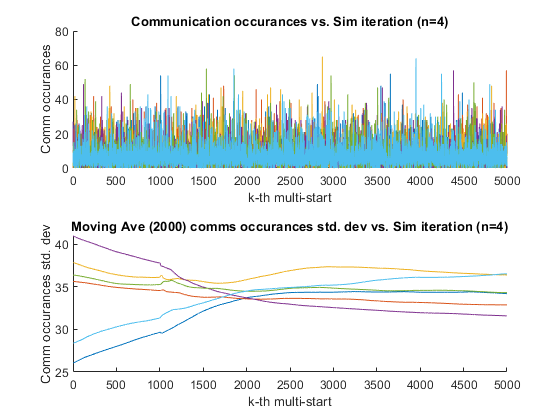 Communication occurances vs. Sim iteration (n=4)
80
60
40
20
0
Comm occurances
0 500 1000 1500 2000 2500 3000 3500 4000 4500 5000
k-th multi-start
Moving Ave (2000) comms occurances std. dev vs. Sim iteration (n=4)
40
35
30
25
Comm occurances std. dev
0 500 1000 1500 2000 2500 3000 3500 4000 4500 5000
k-th multi-start